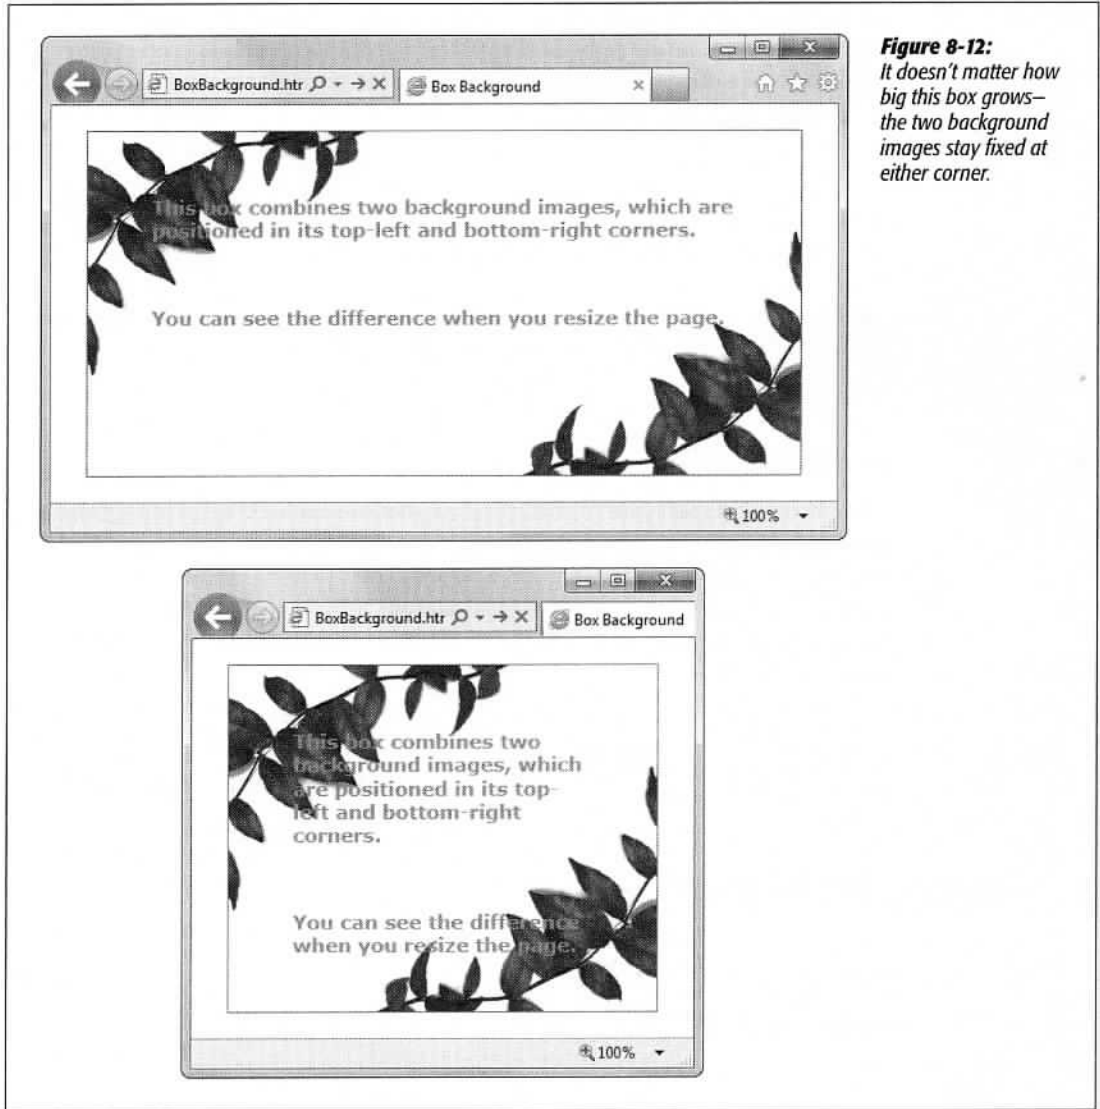 Figure 8-12:
It doesn't matter how
big this box grows—
the two background
images stay fixed at
either corner.
BoxBackground.htr
Box Background
This box combines two background images, which are
positioned in its top-left and bottom-right corners.
You can see the difference when you resize the page.
100%
BoxBackground.htr
Box Background
This box combines two
background images, which
are positioned in its top-
left and bottom-right
corners.
You can see the difference
when you resize the page.
100%